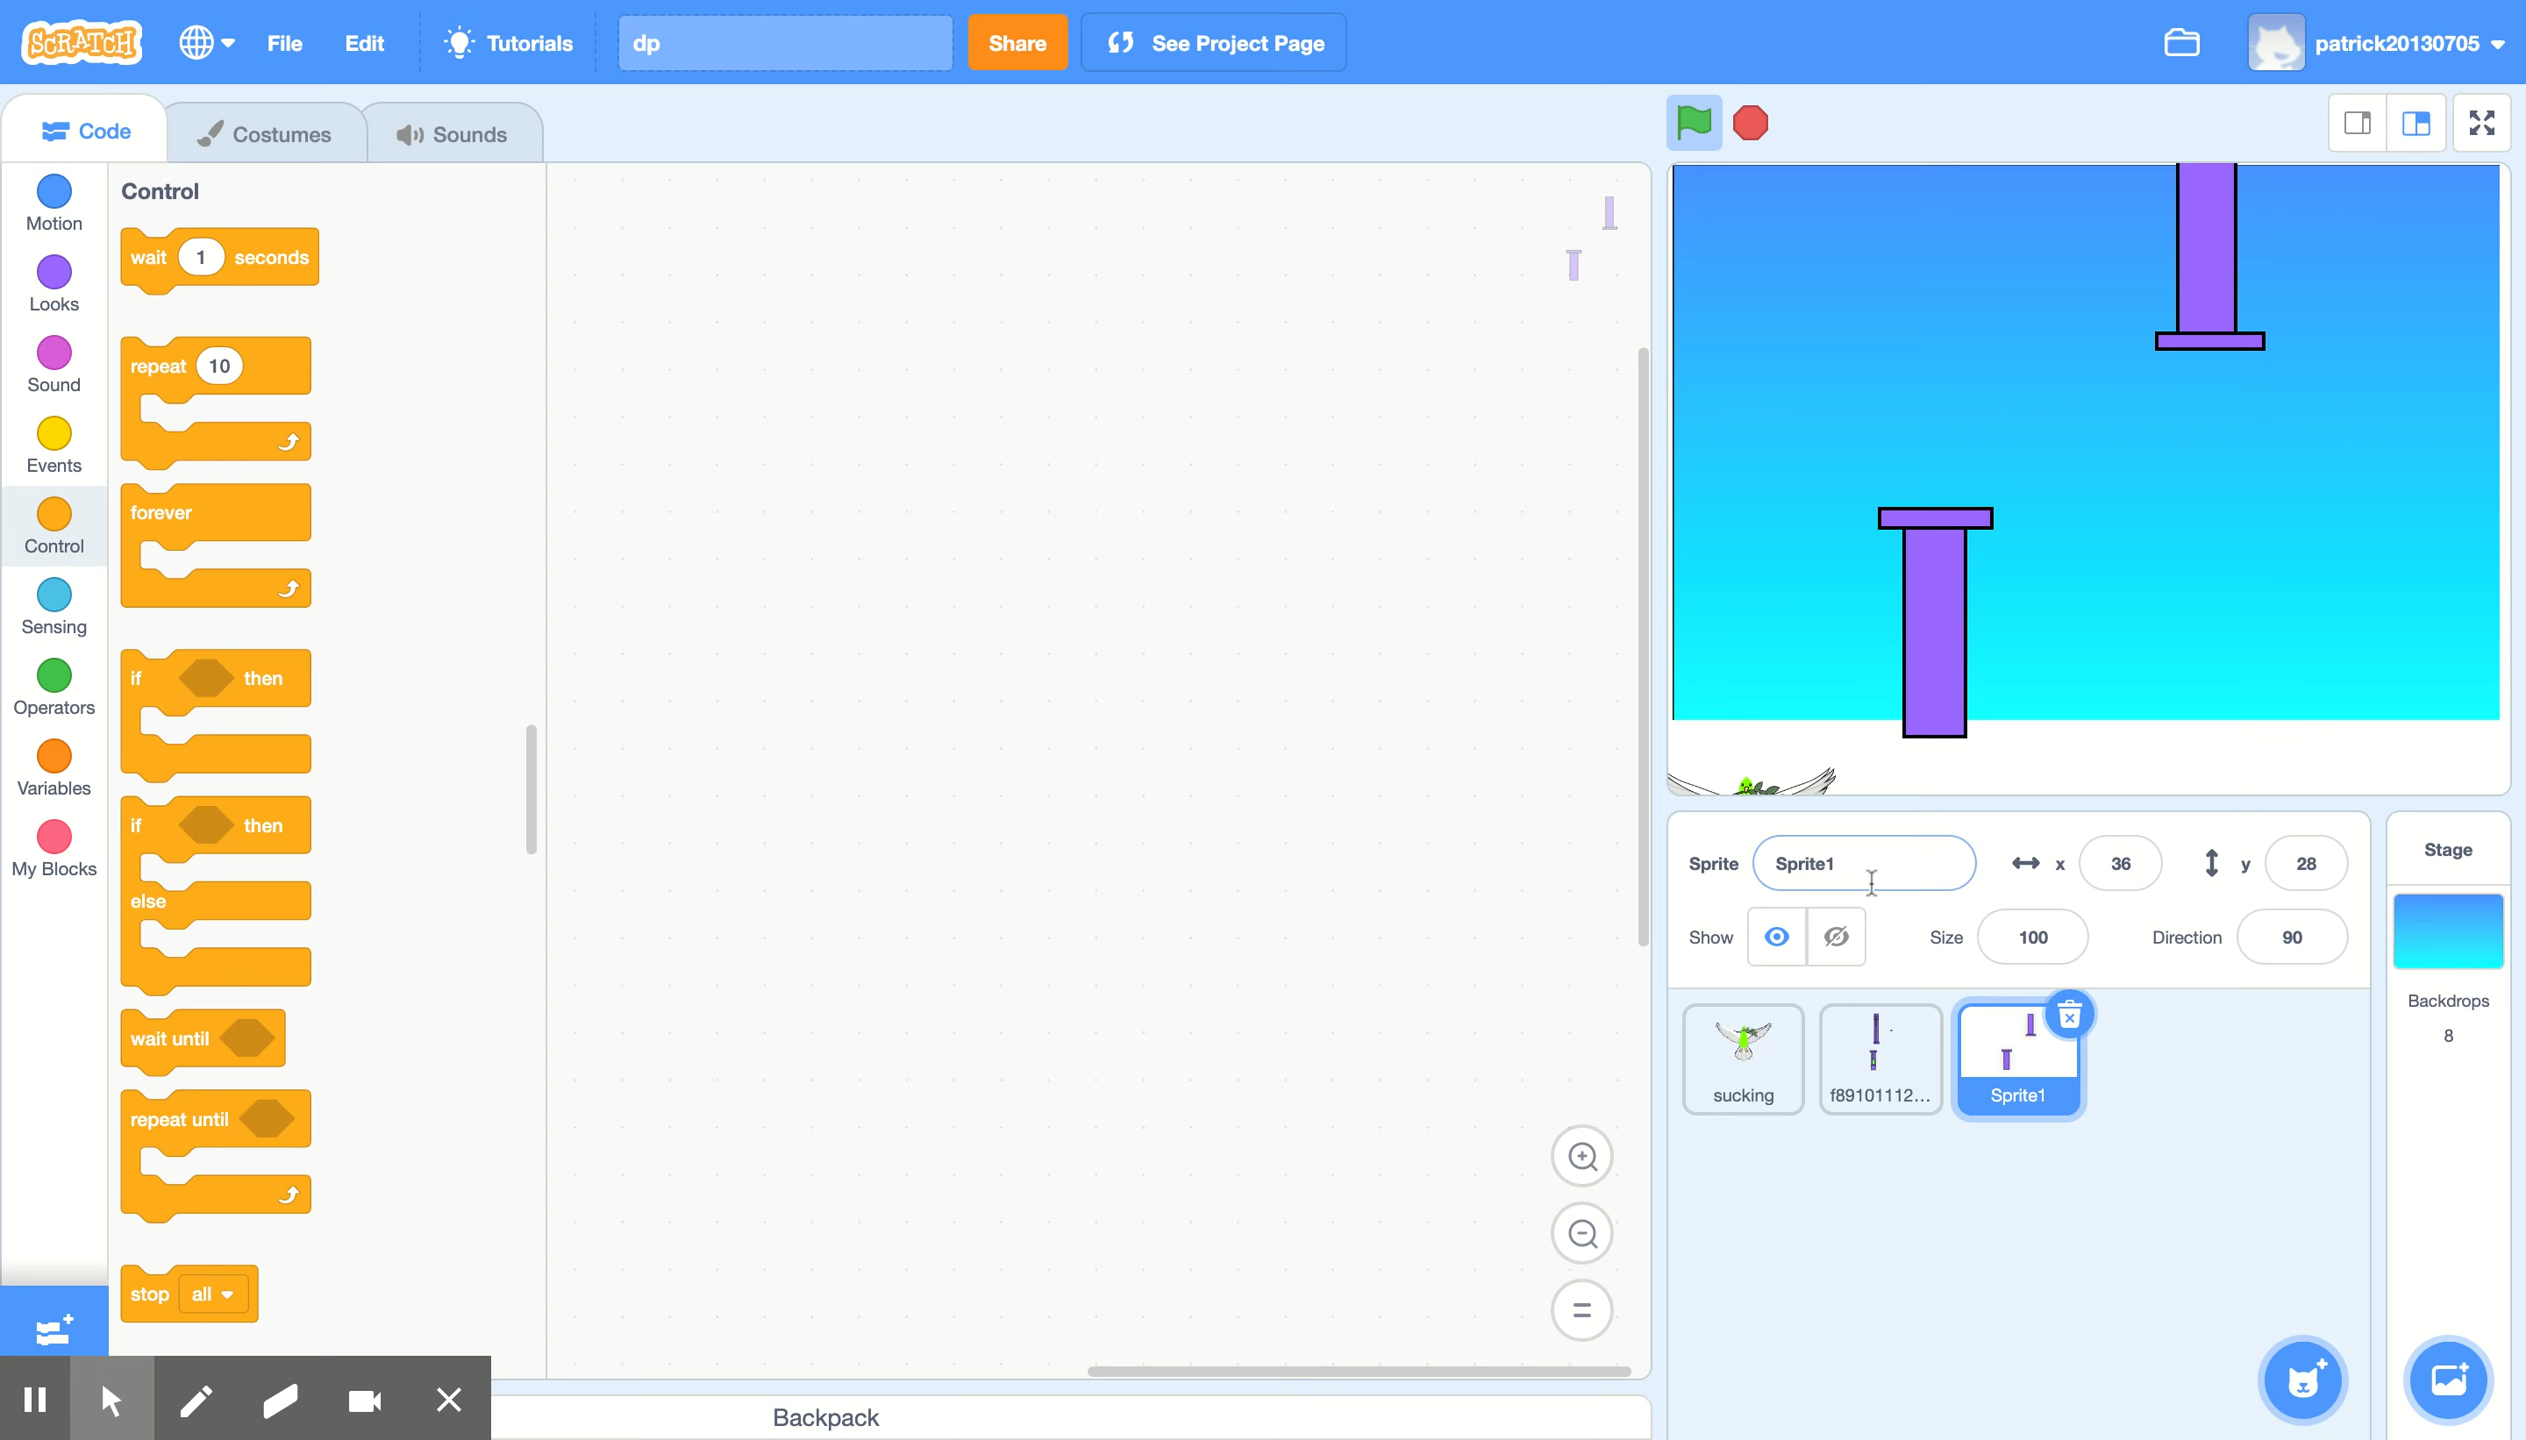 SCRATCH File Edit Tutorials dp Share See Project Page patrick20130705
Code Costumes Sounds
Motion
Looks
Sound
Events
Control
Sensing
Operators
Variables
My Blocks
Control
wait 1 seconds
repeat 10
forever
if then
if then
else
wait until
repeat until
stop all
Backpack
Sprite Sprite1 x 36 y 28
Show Size 100 Direction 90
sucking f89101112... Sprite1
Stage
Backdrops
8